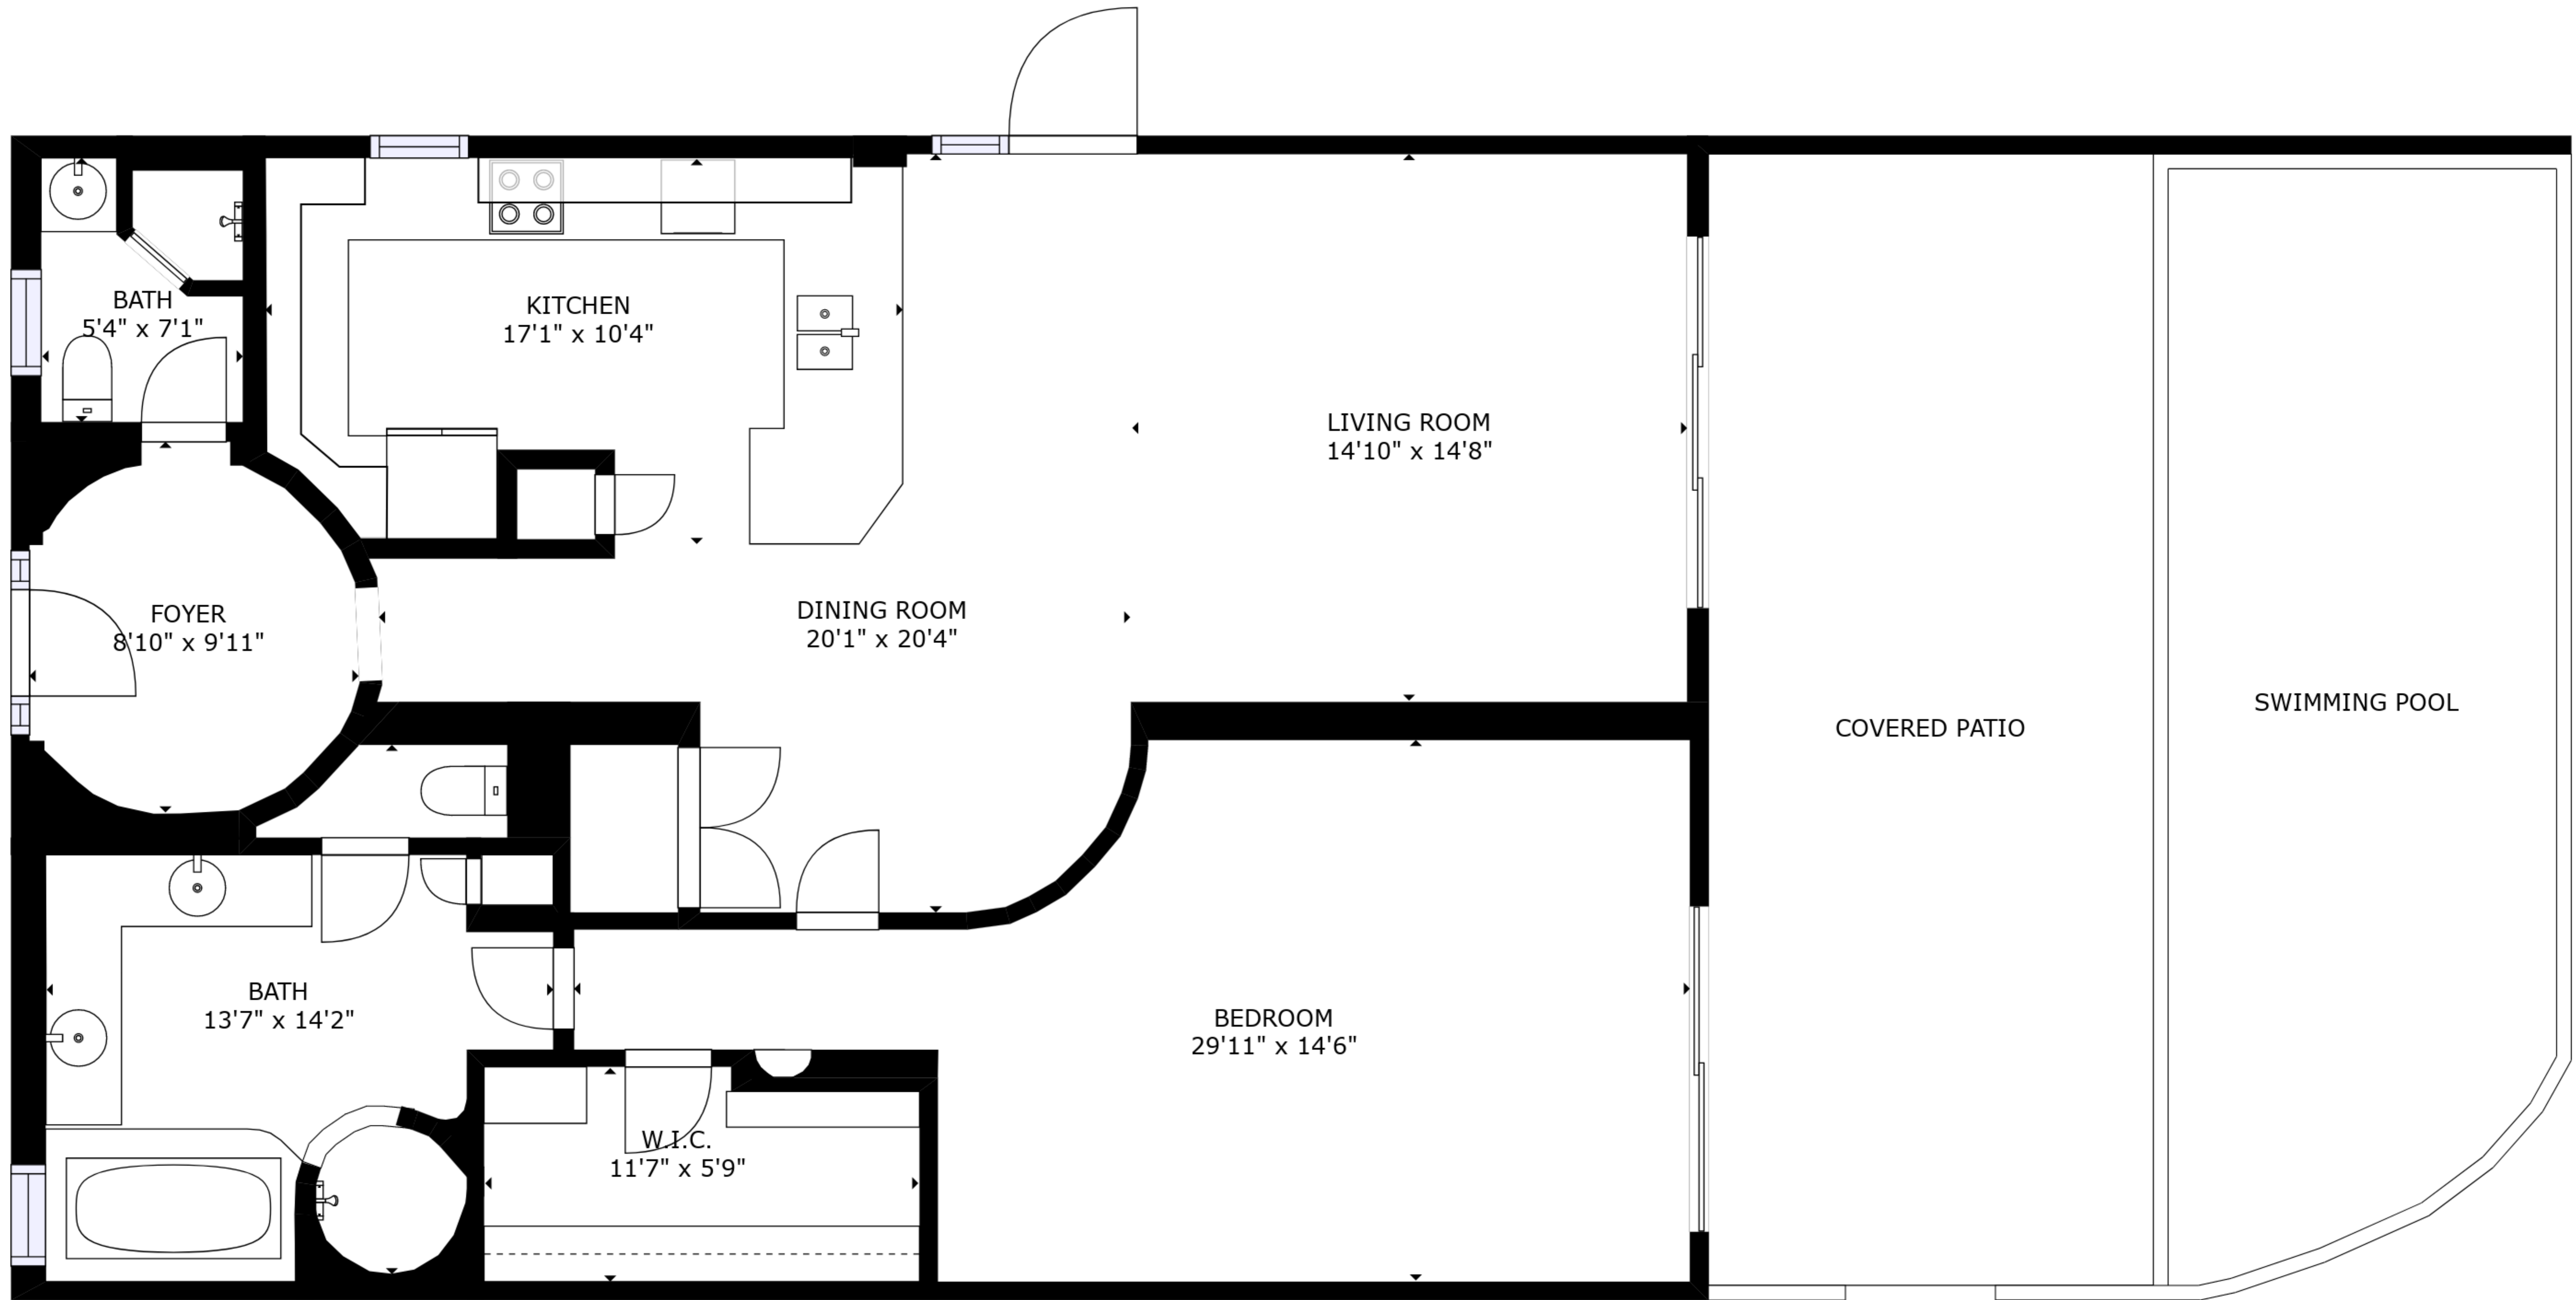 BATH
5'4" x 7'1"
KITCHEN
17'1" x 10'4"
LIVING ROOM
14'10" x 14'8"
FOYER
8'10" x 9'11"
DINING ROOM
20'1" x 20'4"
COVERED PATIO
SWIMMING POOL
BATH
13'7" x 14'2"
BEDROOM
29'11" x 14'6"
W.I.C.
11'7" x 5'9"